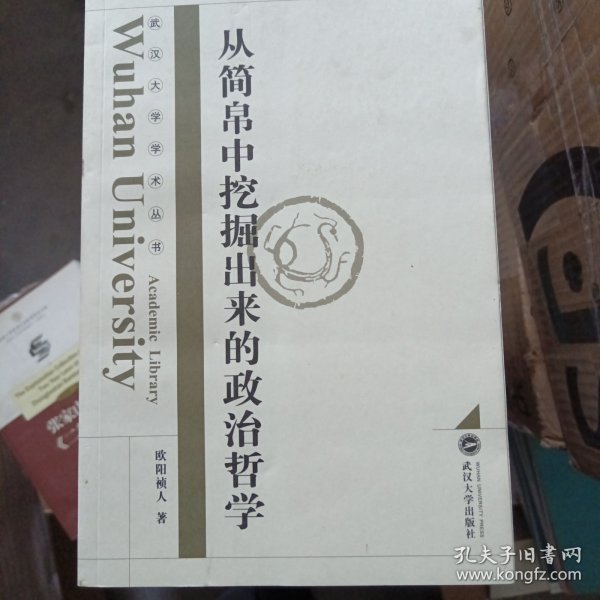 武汉大学学术丛书
Wuhan University
Academic Library
从简帛中挖掘出来的政治哲学
欧阳祯人 著
武汉大学出版社
WUHAN UNIVERSITY PRESS
孔夫子旧书网
www.kongfz.com